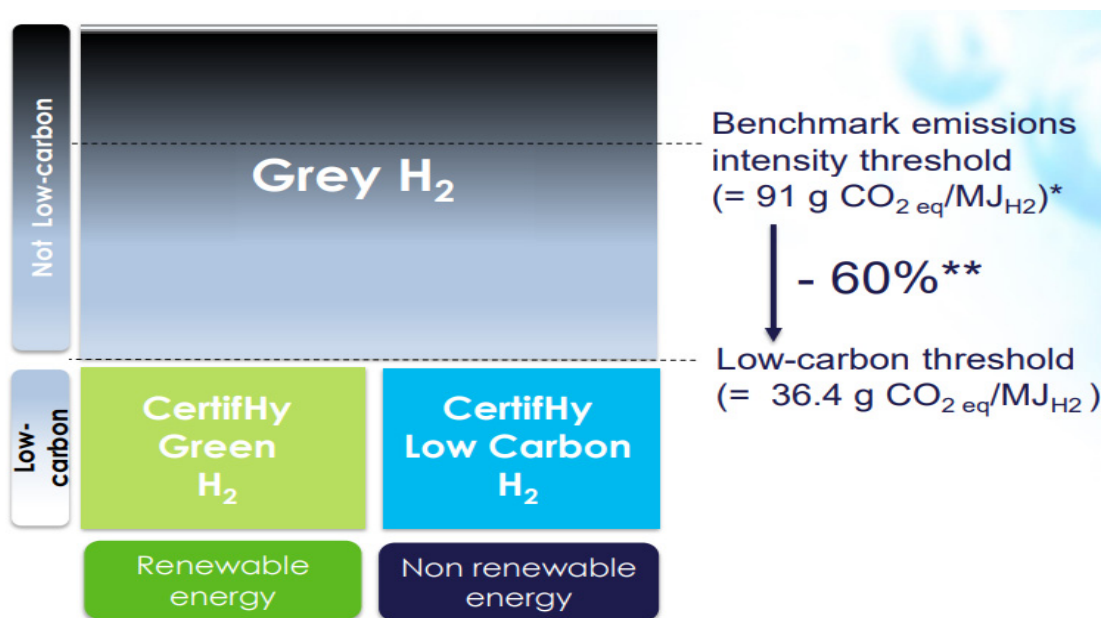 Not Low-carbon
Grey H₂
Benchmark emissions
intensity threshold
(= 91 g CO₂ eq/MJH2)*
- 60%**
Low-carbon threshold
(=  36.4 g CO₂ eq/MJH2 )
Low-
carbon
CertifHy
Green
H₂
CertifHy
Low Carbon
H₂
Renewable
energy
Non renewable
energy